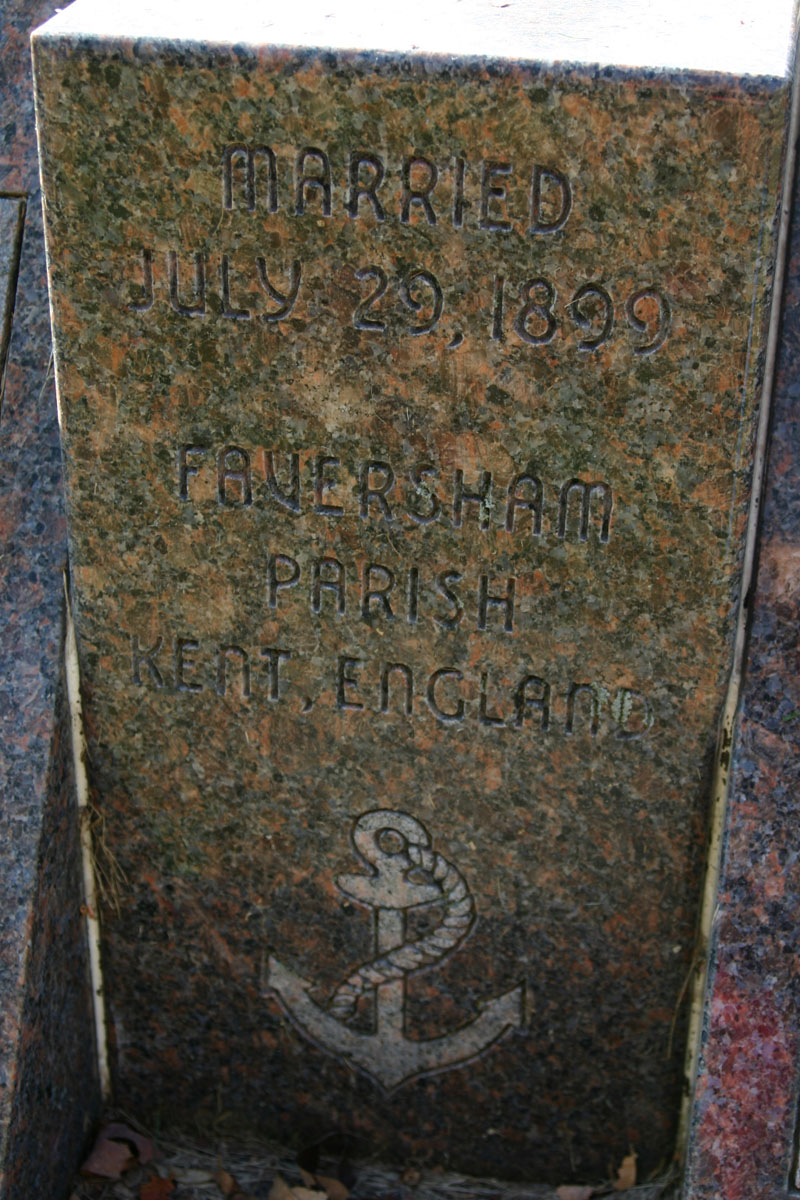 MARRIED
JULY 29, 1899
FAVERSHAM
PARISH
KENT, ENGLAND